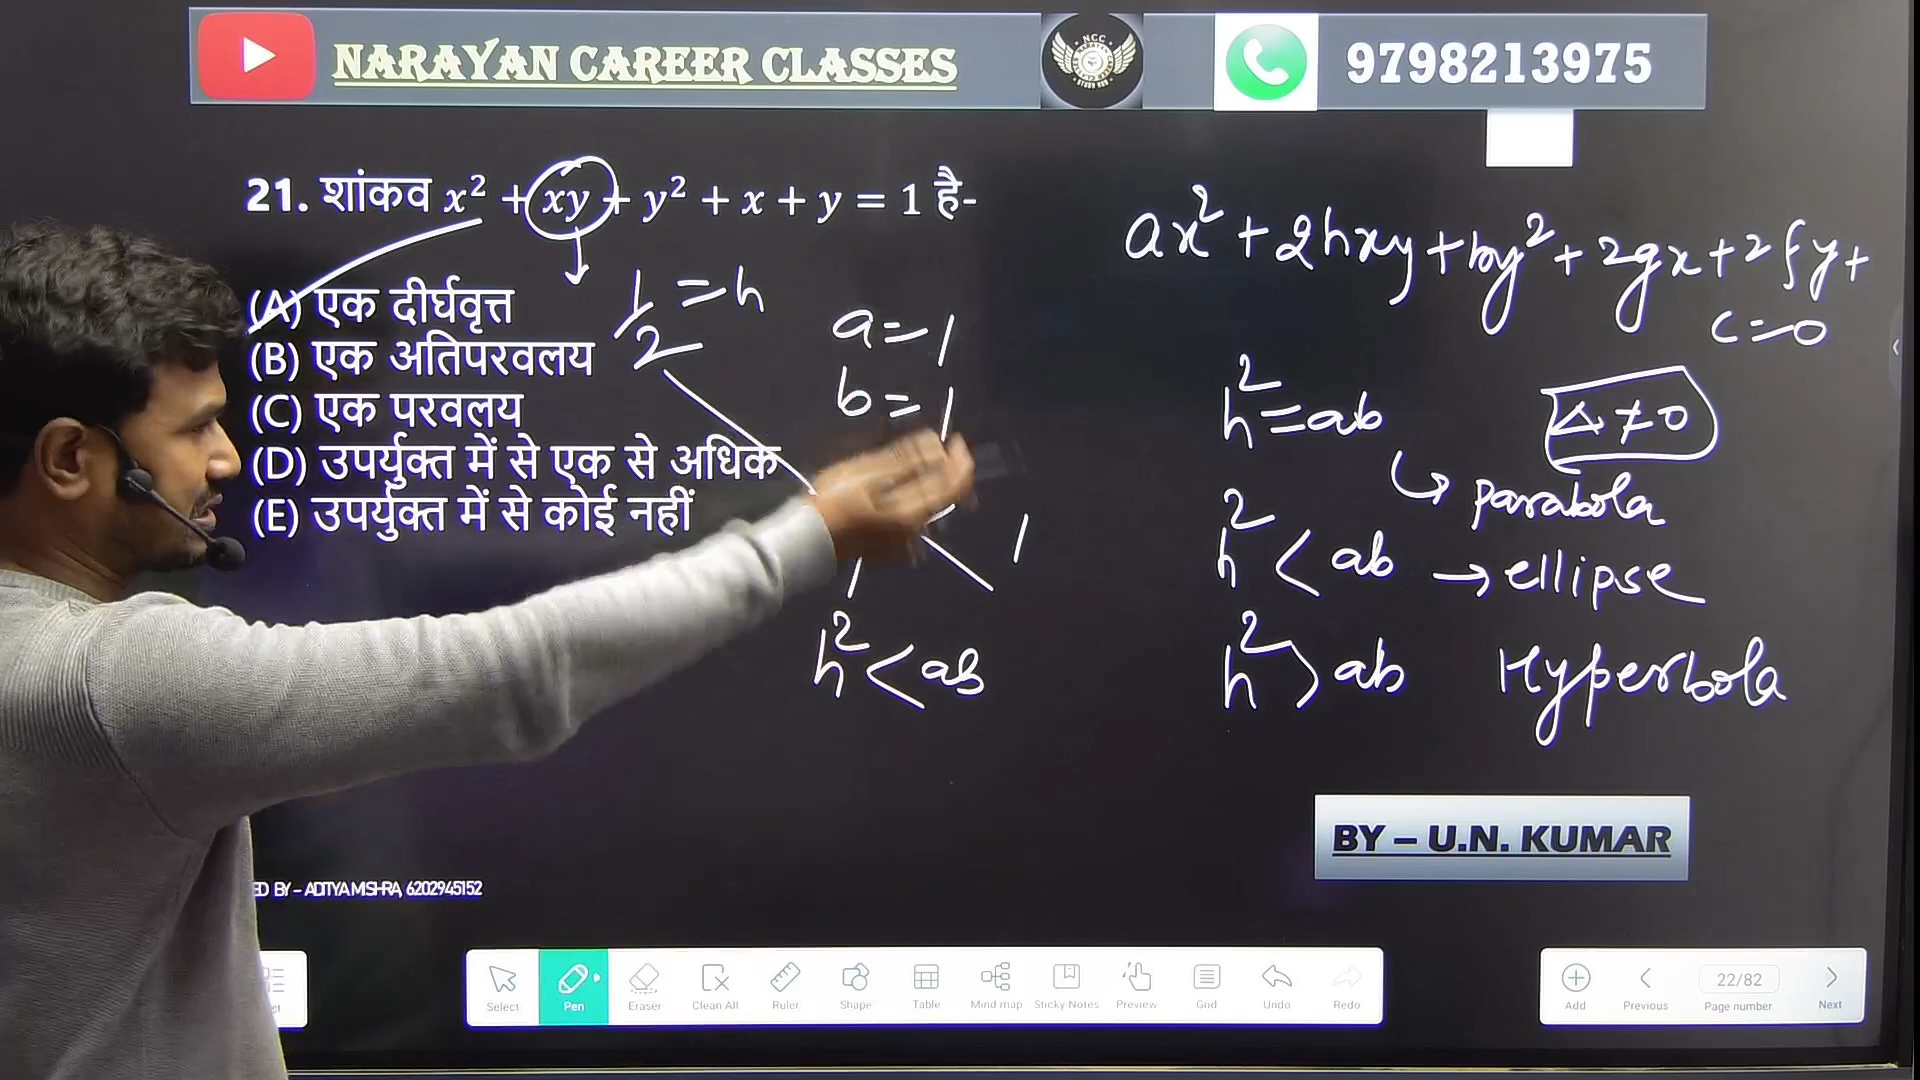 NARAYAN CAREER CLASSES
NCC
9798213975
21. शांकव x² + xy + y² + x + y = 1 है-
(A) एक दीर्घवृत्त
(B) एक अतिपरवलय
(C) एक परवलय
(D) उपर्युक्त में से एक से अधिक
(E) उपर्युक्त में से कोई नहीं
1/2 = h
a = 1
b = 1
1
h² < ab
ax² + 2hxy + by² + 2gx + 2fy +
c = 0
h² = ab
Δ ≠ 0
→ parabola
h² < ab → ellipse
h² > ab Hyperbola
BY – U.N. KUMAR
ED BY – ADITYA MISHRA, 6202945152
Select
Pen
Eraser
Clean All
Ruler
Shape
Table
Mind map
Sticky-Notes
Preview
Grid
Undo
Redo
Add
Previous
22/82
Page number
Next